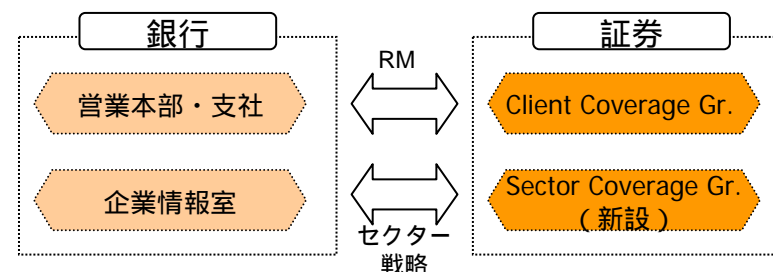 銀行
証券
RM
営業本部・支社
Client Coverage Gr.
企業情報室
Sector Coverage Gr.
（新設）
セクター
戦略